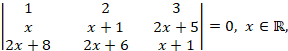 | 1 2 3 |
| x x + 1 2x + 5 | = 0, x ∈ ℝ,
| 2x + 8 2x + 6 x + 1 |